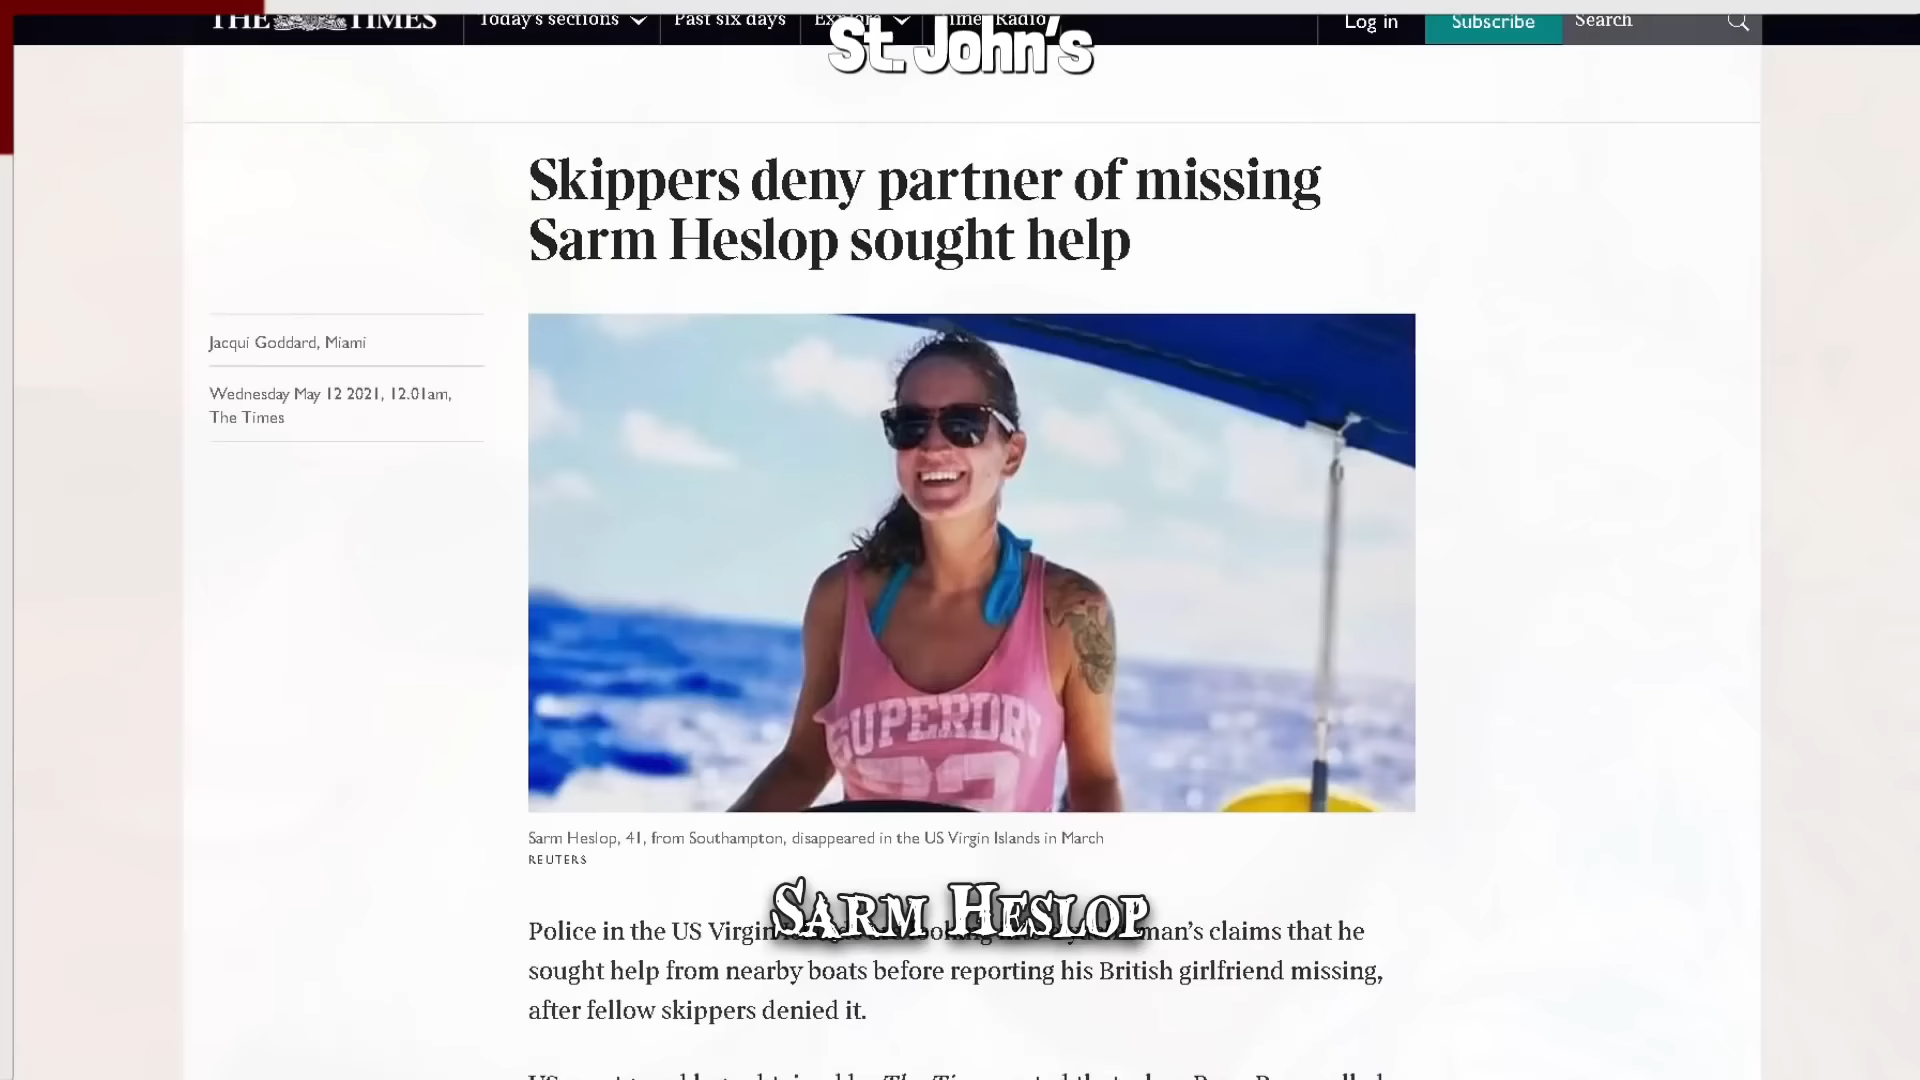 THE TIMES
Today's sections
Past six days
Radio
Log in
Subscribe
Search
St. John's
Skippers deny partner of missing
Sarm Heslop sought help
Jacqui Goddard, Miami
Wednesday May 12 2021, 12.01am,
The Times
SUPERDRY
Sarm Heslop, 41, from Southampton, disappeared in the US Virgin Islands in March
REUTERS
Sarm Heslop
Police in the US Virgin man's claims that he
sought help from nearby boats before reporting his British girlfriend missing,
after fellow skippers denied it.